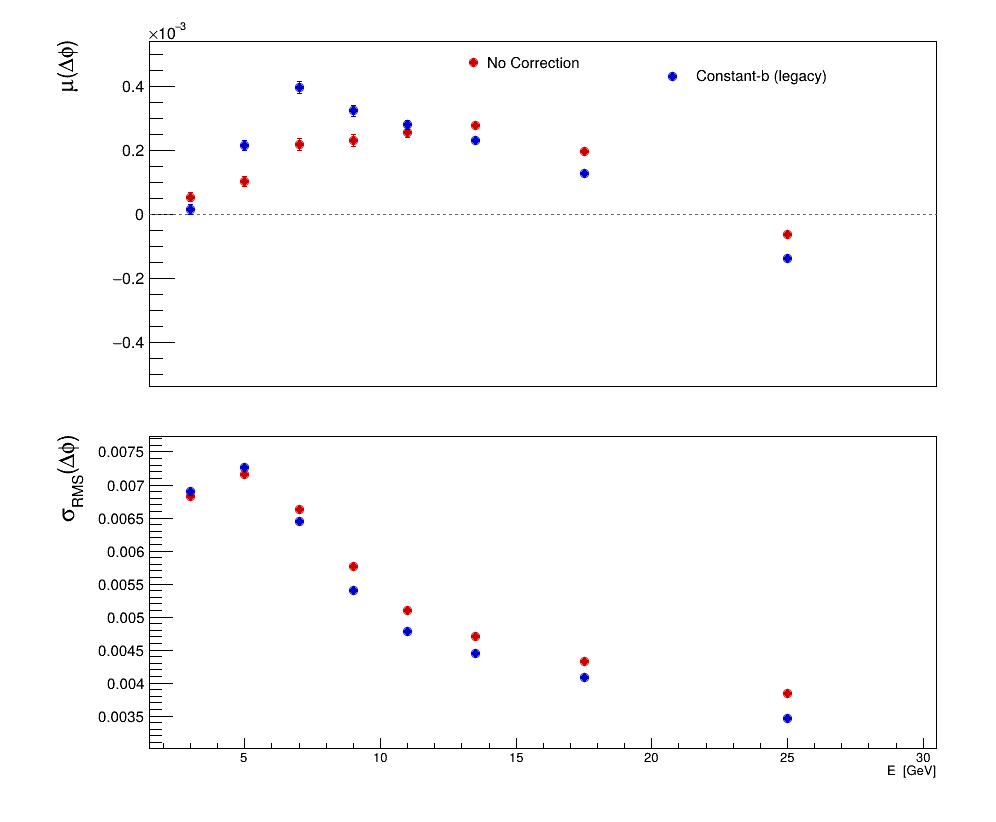 ×10⁻³
μ(Δϕ)
No Correction
Constant-b (legacy)
0.4
0.2
0
−0.2
−0.4
σRMS(Δϕ)
0.0075
0.007
0.0065
0.006
0.0055
0.005
0.0045
0.004
0.0035
5 10 15 20 25 30
E [GeV]